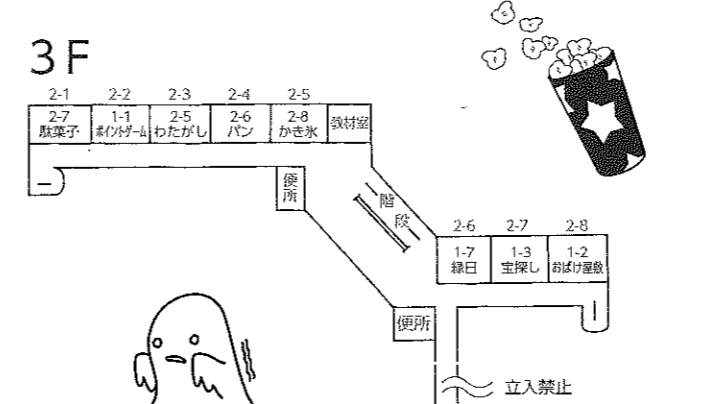 3F
2-1 2-2 2-3 2-4 2-5
2-7 1-1 2-5 2-6 2-8 教材室
駄菓子 ポイントゲーム わたがし パン かき氷
便所
階段
2-6 2-7 2-8
1-7 1-3 1-2
縁日 宝探し おばけ屋敷
便所
立入禁止